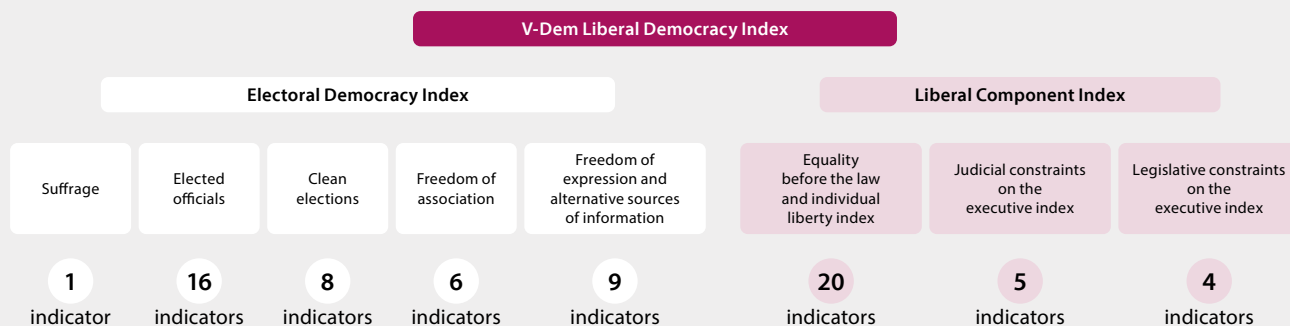 V-Dem Liberal Democracy Index
Electoral Democracy Index
Liberal Component Index
Suffrage
Elected
officials
Clean
elections
Freedom of
association
Freedom of
expression and
alternative sources
of information
Equality
before the law
and individual
liberty index
Judicial constraints
on the
executive index
Legislative constraints
on the
executive index
1
indicator
16
indicators
8
indicators
6
indicators
9
indicators
20
indicators
5
indicators
4
indicators